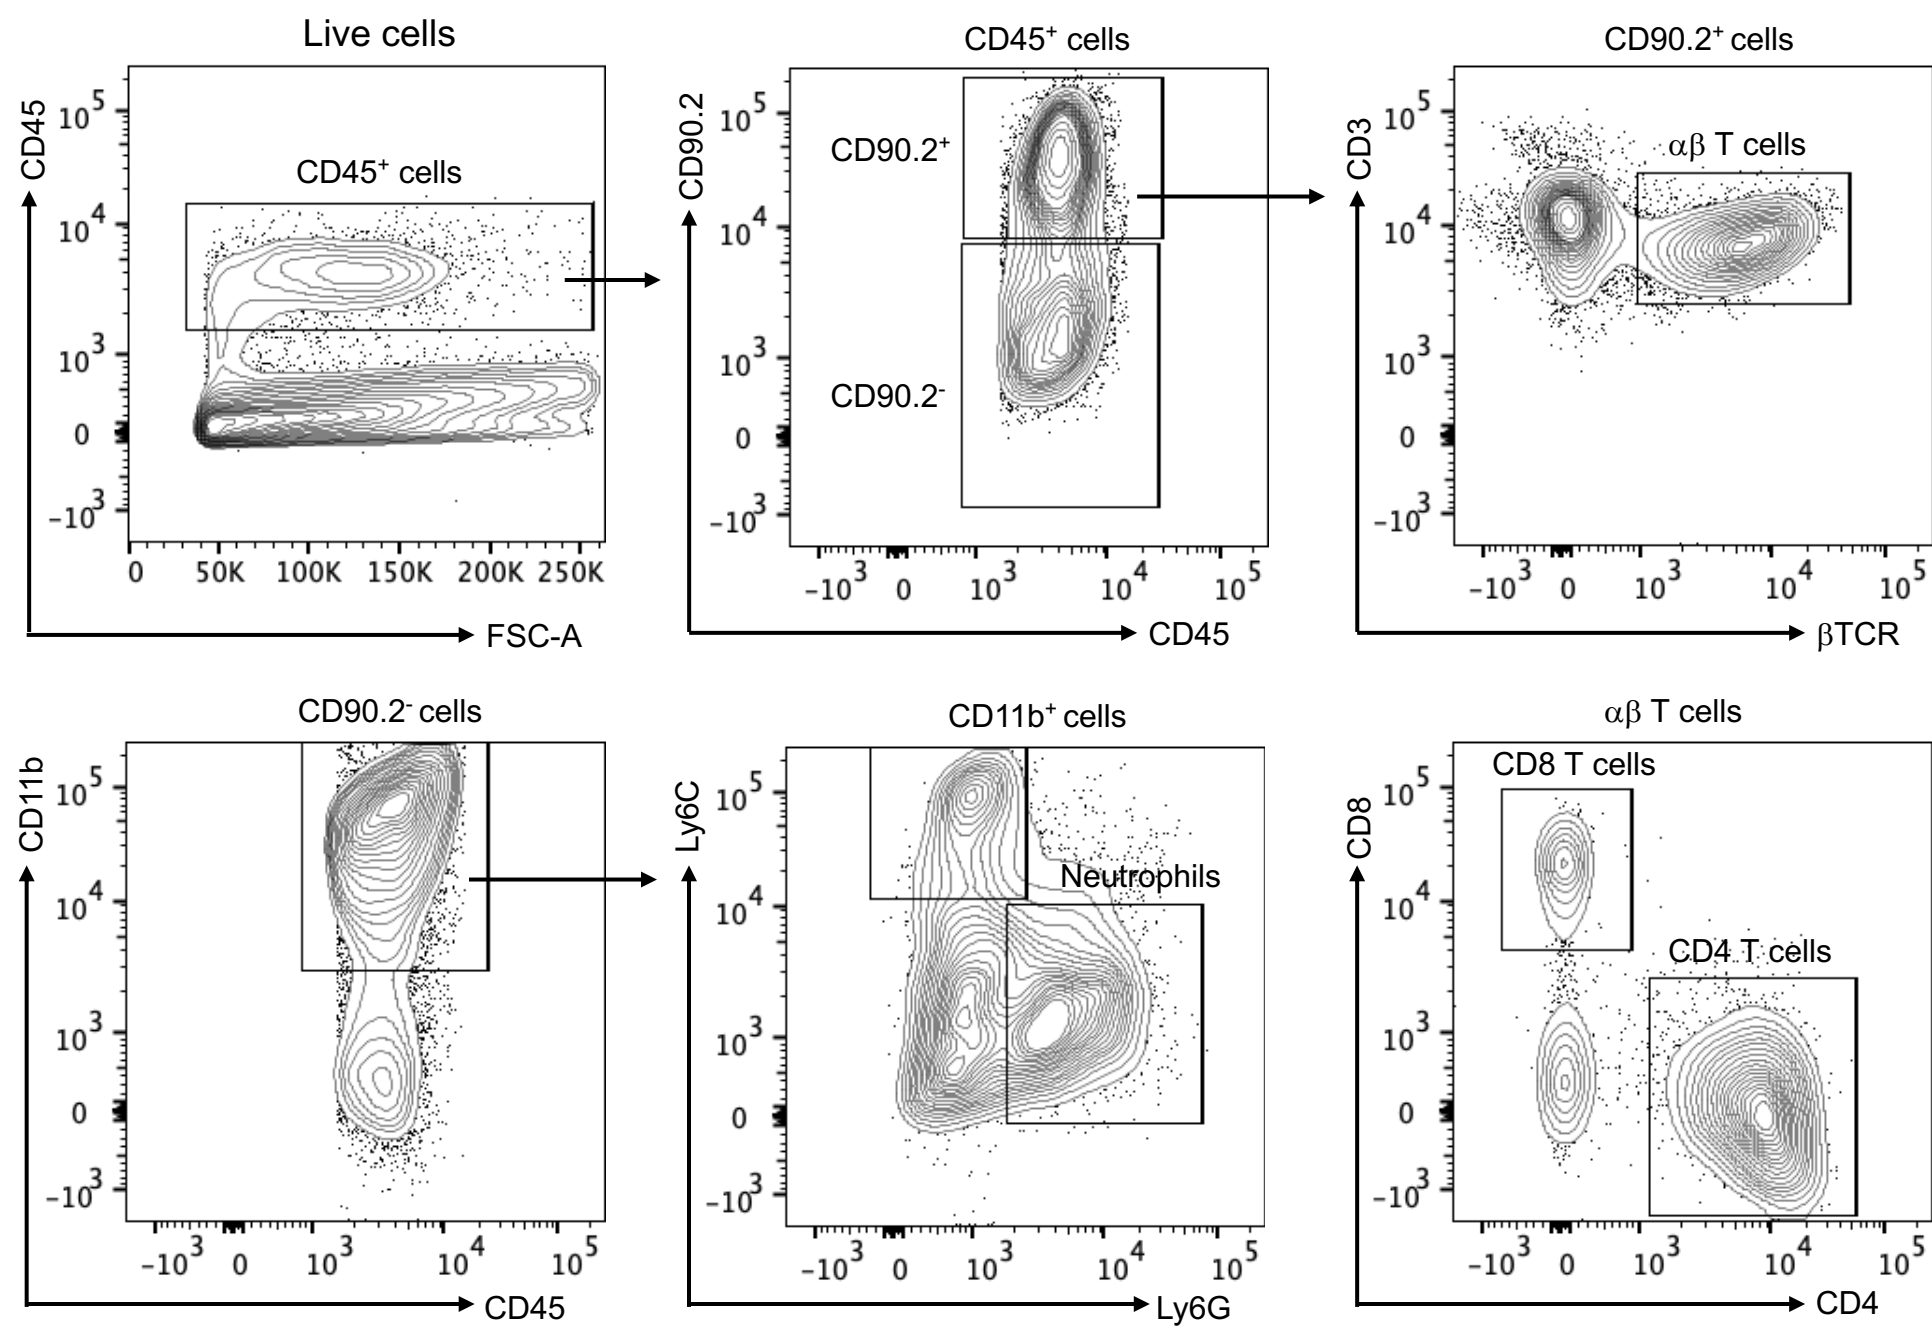 Live cells
CD45
10^5
10^4
10^3
0
−10^3
CD45⁺ cells
0 50K 100K 150K 200K 250K
FSC-A
CD45⁺ cells
CD90.2
10^5
10^4
10^3
0
−10^3
CD90.2⁺
CD90.2⁻
−10^3 0 10^3 10^4 10^5
CD45
CD90.2⁺ cells
CD3
10^5
10^4
10^3
0
−10^3
αβ T cells
−10^3 0 10^3 10^4 10^5
βTCR
CD90.2⁻ cells
CD11b
10^5
10^4
10^3
0
−10^3
−10^3 0 10^3 10^4 10^5
CD45
CD11b⁺ cells
Ly6C
10^5
10^4
10^3
0
−10^3
Neutrophils
−10^3 0 10^3 10^4 10^5
Ly6G
αβ T cells
CD8
10^5
10^4
10^3
0
−10^3
CD8 T cells
CD4 T cells
−10^3 0 10^3 10^4 10^5
CD4